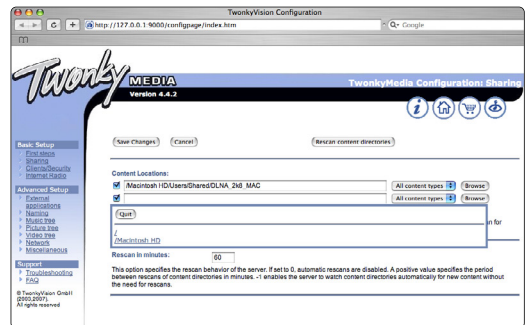 TwonkyVision Configuration
http://127.0.0.1:9000/configpage/index.htm
Google
Twonky
MEDIA
Version 4.4.2
TwonkyMedia Configuration: Sharing
Save Changes
Cancel
Rescan content directories
Basic Setup
First steps
Sharing
Clients/Security
Internet Radio
Advanced Setup
External
applications
Naming
Music tree
Picture tree
Video tree
Network
Miscellaneous
Support
Troubleshooting
FAQ
© TwonkyVision GmbH
(2003,2007).
All rights reserved
Content Locations:
/Macintosh HD/Users/Shared/DLNA_2k8_MAC
All content types
Browse
All content types
Browse
Quit
/
/Macintosh HD
n for
Rescan in minutes:
60
This option specifies the rescan behavior of the server. If set to 0, automatic rescans are disabled. A positive value specifies the period
between rescans of content directories in minutes. -1 enables the server to watch content directories automatically for new content without
the need for rescans.